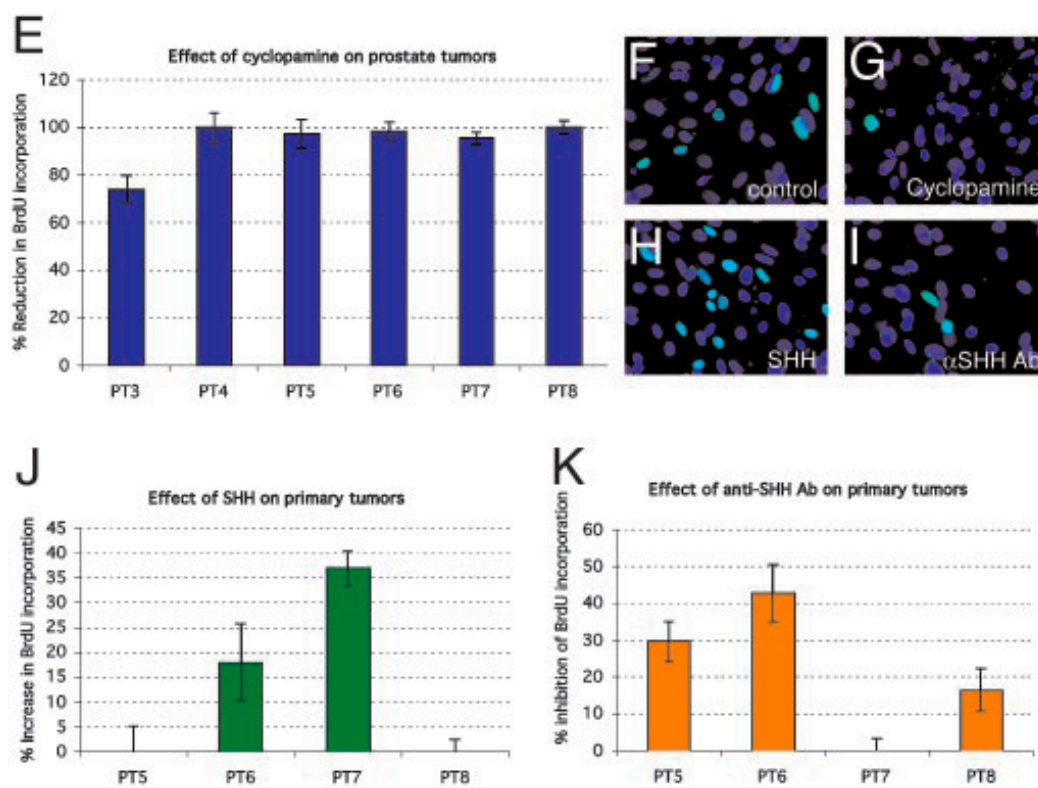 E
Effect of cyclopamine on prostate tumors
% Reduction in BrdU incorporation
120
100
80
60
40
20
0
PT3 PT4 PT5 PT6 PT7 PT8
F
control
G
Cyclopamine
H
SHH
I
αSHH Ab
J
Effect of SHH on primary tumors
% Increase in BrdU incorporation
45
40
35
30
25
20
15
10
5
0
PT5 PT6 PT7 PT8
K
Effect of anti-SHH Ab on primary tumors
% Inhibition of BrdU incorporation
60
50
40
30
20
10
0
PT5 PT6 PT7 PT8